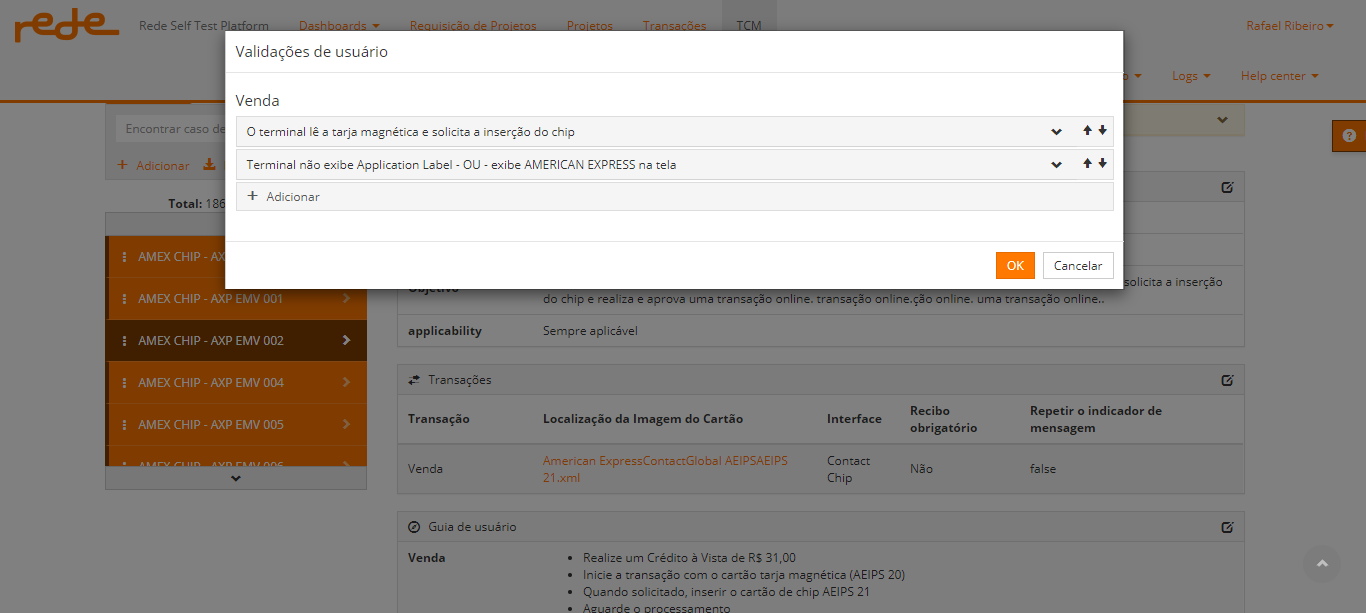 rede Rede Self Test Platform Dashboards Requisição de Projetos Projetos Transações TCM Rafael Ribeiro
Validações de usuário
Logs Help center
Venda
O terminal lê a tarja magnética e solicita a inserção do chip
Encontrar caso de
Terminal não exibe Application Label - OU - exibe AMERICAN EXPRESS na tela
+ Adicionar
+ Adicionar
Total: 186
OK Cancelar
AMEX CHIP - AX
Objetivo
solicita a inserção
do chip e realiza e aprova uma transação online. transação online.ção online. uma transação online..
AMEX CHIP - AXP EMV 001
applicability Sempre aplicável
AMEX CHIP - AXP EMV 002
AMEX CHIP - AXP EMV 004
AMEX CHIP - AXP EMV 005
AMEX CHIP - AXP EMV 006
Transações
Transação Localização da Imagem do Cartão Interface Recibo obrigatório Repetir o indicador de mensagem
Venda American ExpressContactGlobal AEIPSAEIPS 21.xml Contact Chip Não false
Guia de usuário
Venda
• Realize um Crédito à Vista de R$ 31,00
• Inicie a transação com o cartão tarja magnética (AEIPS 20)
• Quando solicitado, inserir o cartão de chip AEIPS 21
• Aguarde o processamento